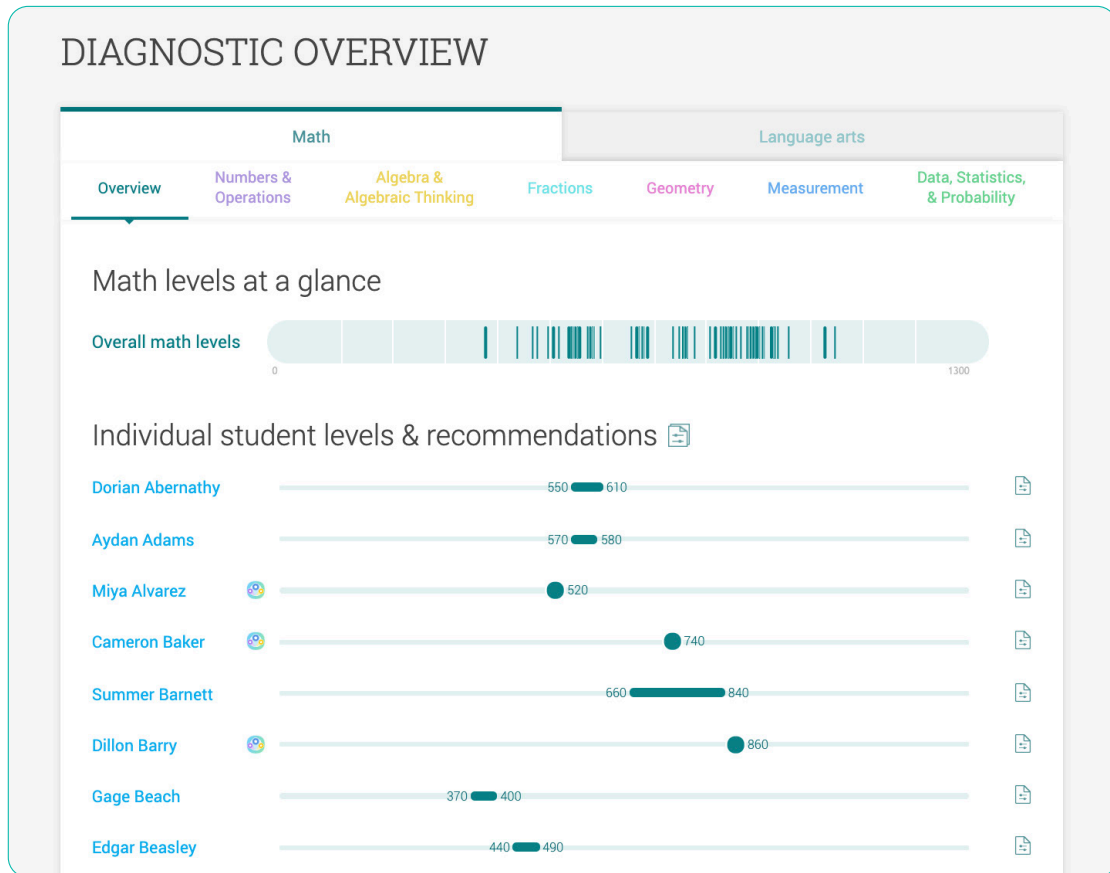 DIAGNOSTIC OVERVIEW
Math
Language arts
Overview
Numbers &
Operations
Algebra &
Algebraic Thinking
Fractions
Geometry
Measurement
Data, Statistics,
& Probability
Math levels at a glance
Overall math levels
0
1300
Individual student levels & recommendations
Dorian Abernathy 550 610
Aydan Adams 570 580
Miya Alvarez 520
Cameron Baker 740
Summer Barnett 660 840
Dillon Barry 860
Gage Beach 370 400
Edgar Beasley 440 490